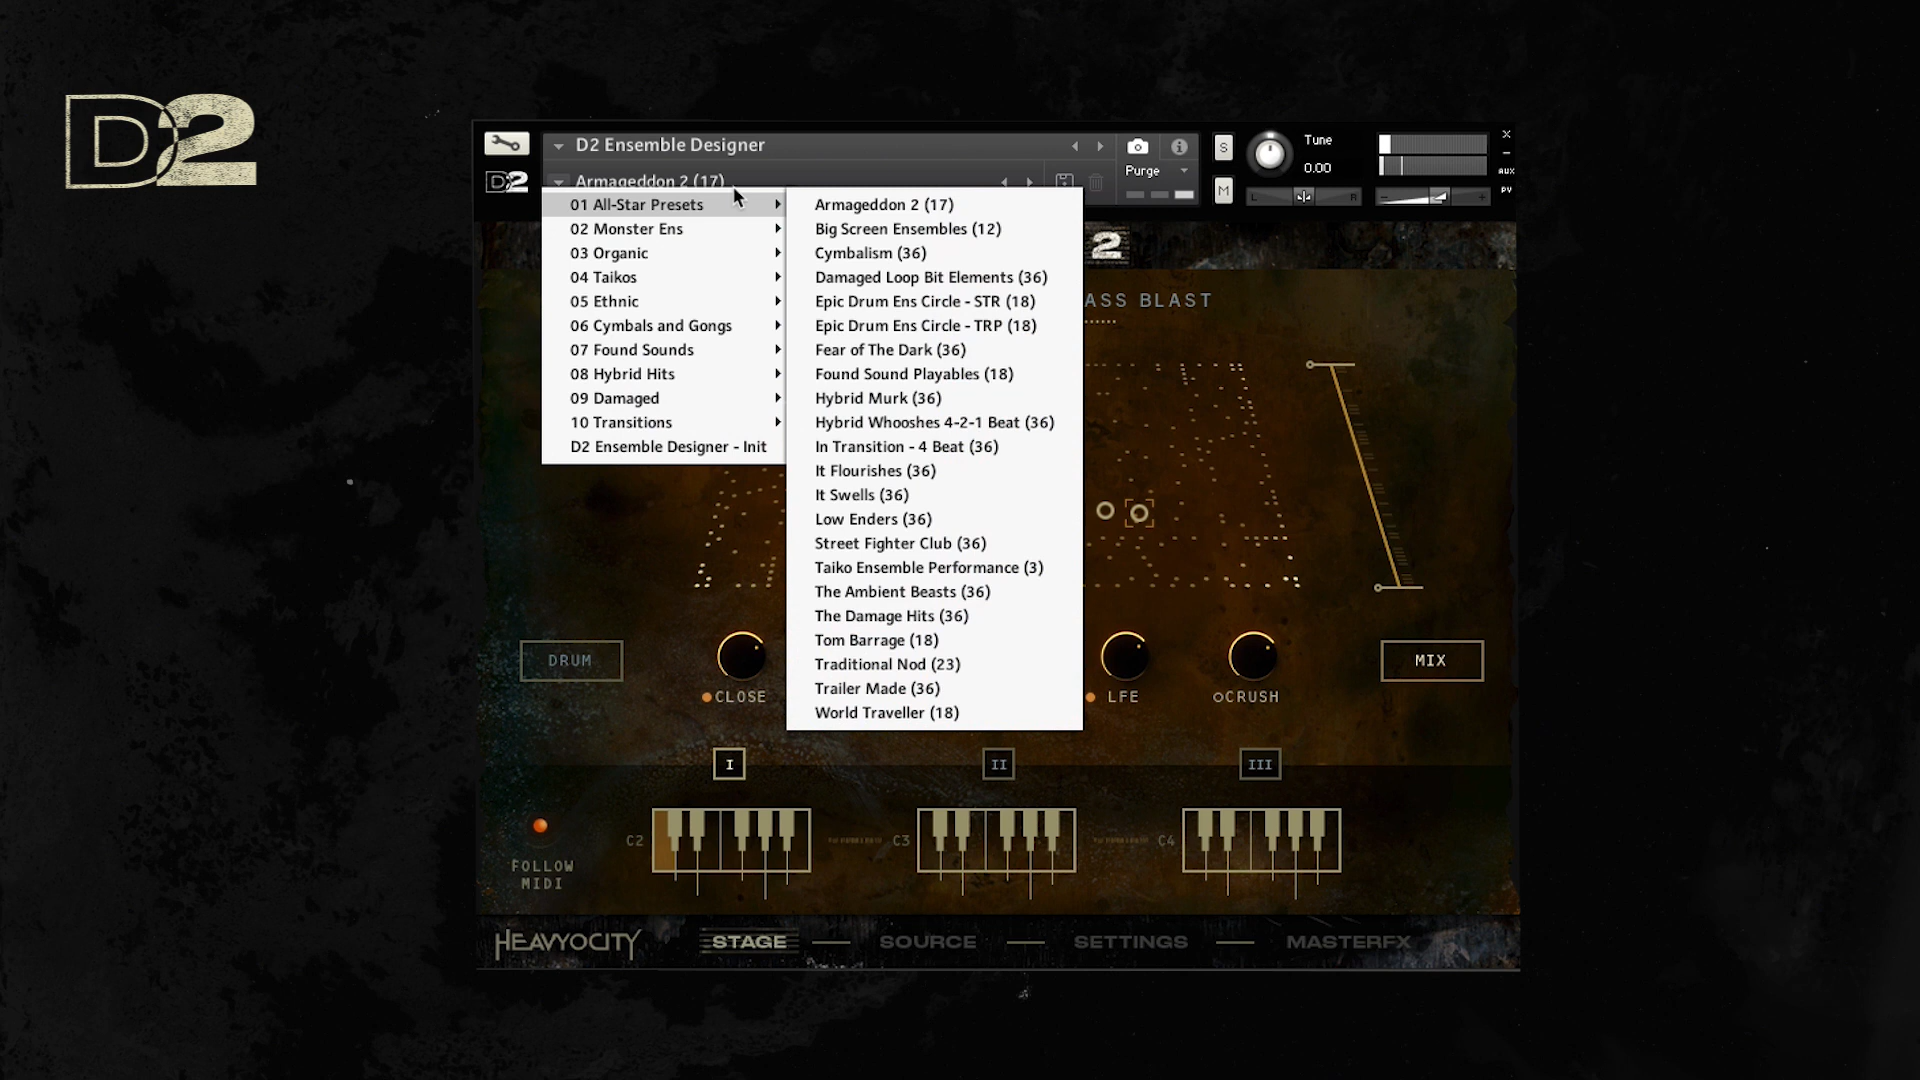 D2
D2 Ensemble Designer
Purge
S
M
Tune
0.00
L
R
x
AUX
PV
D2
Armageddon 2 (17)
01 All-Star Presets
02 Monster Ens
03 Organic
04 Taikos
05 Ethnic
06 Cymbals and Gongs
07 Found Sounds
08 Hybrid Hits
09 Damaged
10 Transitions
D2 Ensemble Designer - Init
Armageddon 2 (17)
Big Screen Ensembles (12)
Cymbalism (36)
Damaged Loop Bit Elements (36)
Epic Drum Ens Circle - STR (18)
Epic Drum Ens Circle - TRP (18)
Fear of The Dark (36)
Found Sound Playables (18)
Hybrid Murk (36)
Hybrid Whooshes 4-2-1 Beat (36)
In Transition - 4 Beat (36)
It Flourishes (36)
It Swells (36)
Low Enders (36)
Street Fighter Club (36)
Taiko Ensemble Performance (3)
The Ambient Beasts (36)
The Damage Hits (36)
Tom Barrage (18)
Traditional Nod (23)
Trailer Made (36)
World Traveller (18)
2
ASS BLAST
DRUM
CLOSE
LFE
CRUSH
MIX
I
II
III
C2
C3
C4
FOLLOW
MIDI
HEAVYOCITY
STAGE
SOURCE
SETTINGS
MASTERFX